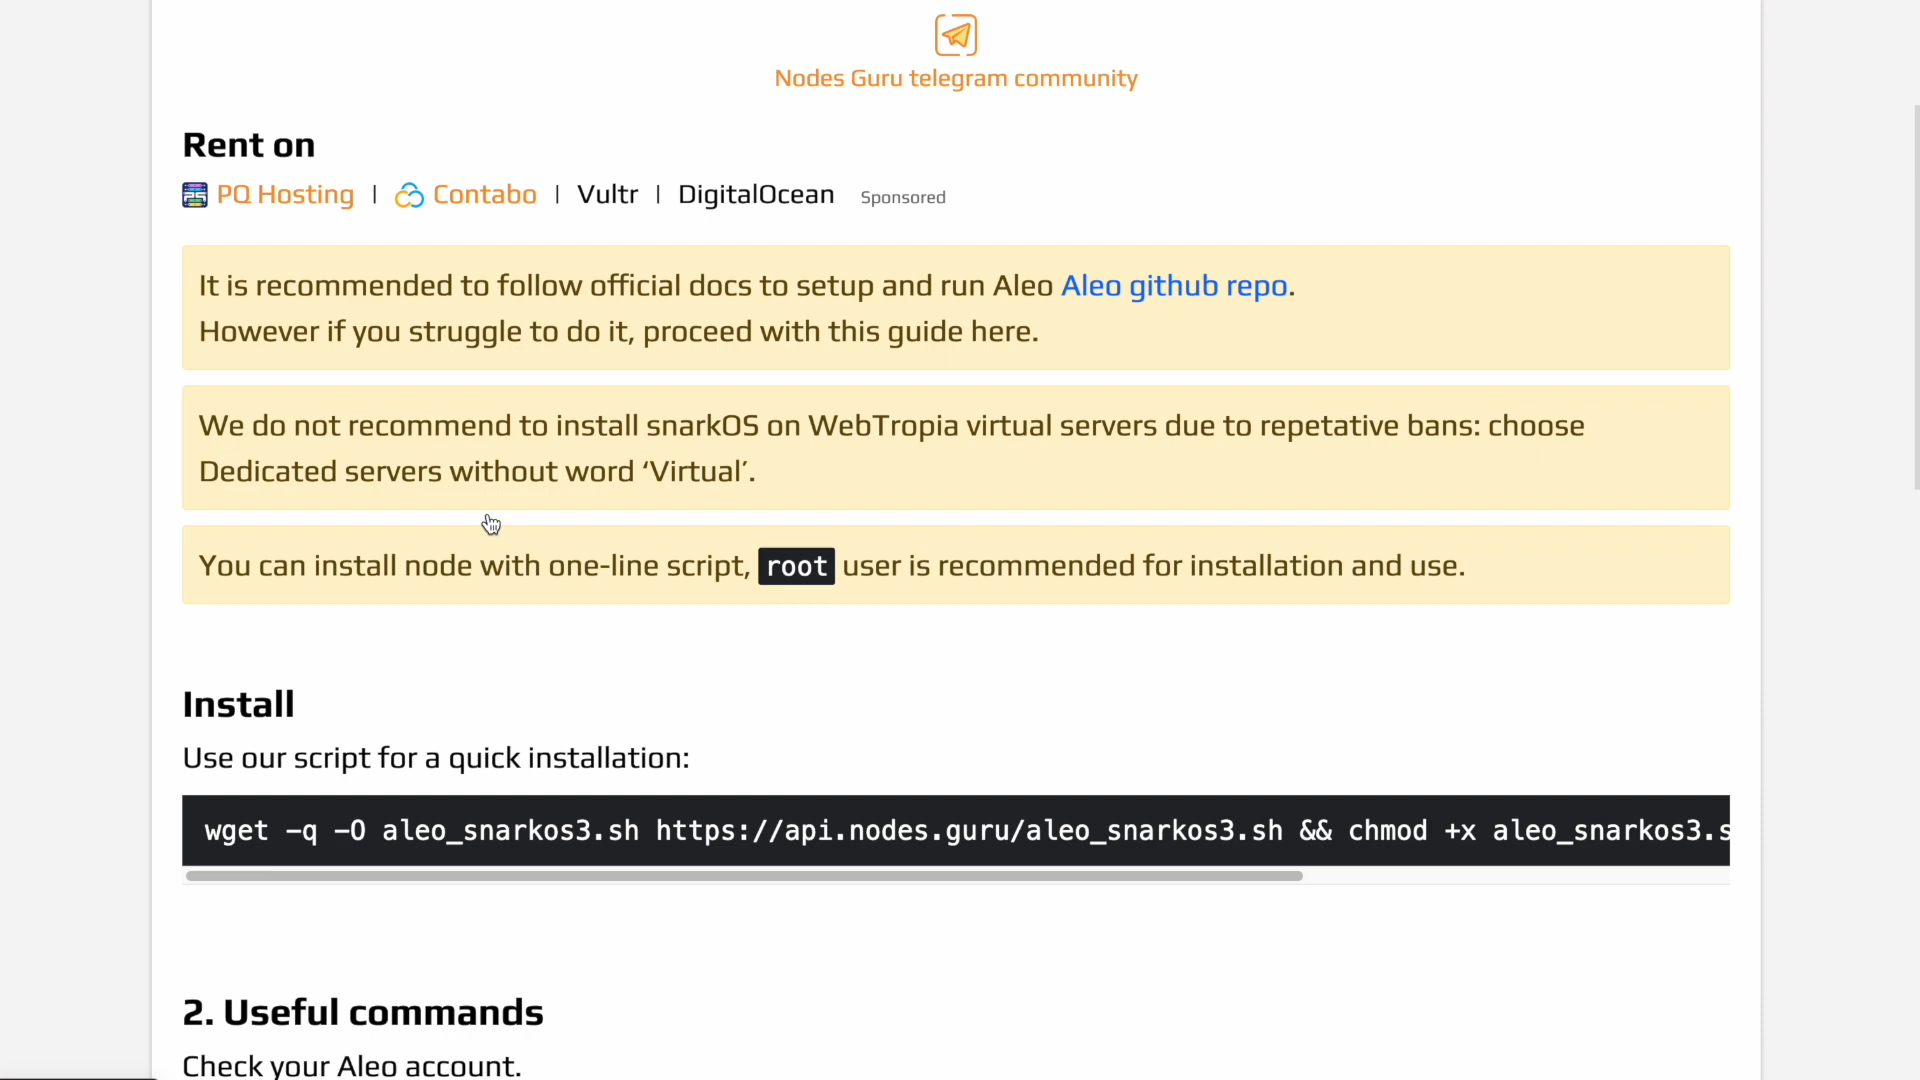 Nodes Guru telegram community
Rent on
PQ Hosting | Contabo | Vultr | DigitalOcean Sponsored
It is recommended to follow official docs to setup and run Aleo Aleo github repo.
However if you struggle to do it, proceed with this guide here.
We do not recommend to install snarkOS on WebTropia virtual servers due to repetative bans: choose
Dedicated servers without word ‘Virtual’.
You can install node with one-line script, root user is recommended for installation and use.
Install
Use our script for a quick installation:
wget -q -O aleo_snarkos3.sh https://api.nodes.guru/aleo_snarkos3.sh && chmod +x aleo_snarkos3.s
2. Useful commands
Check your Aleo account.